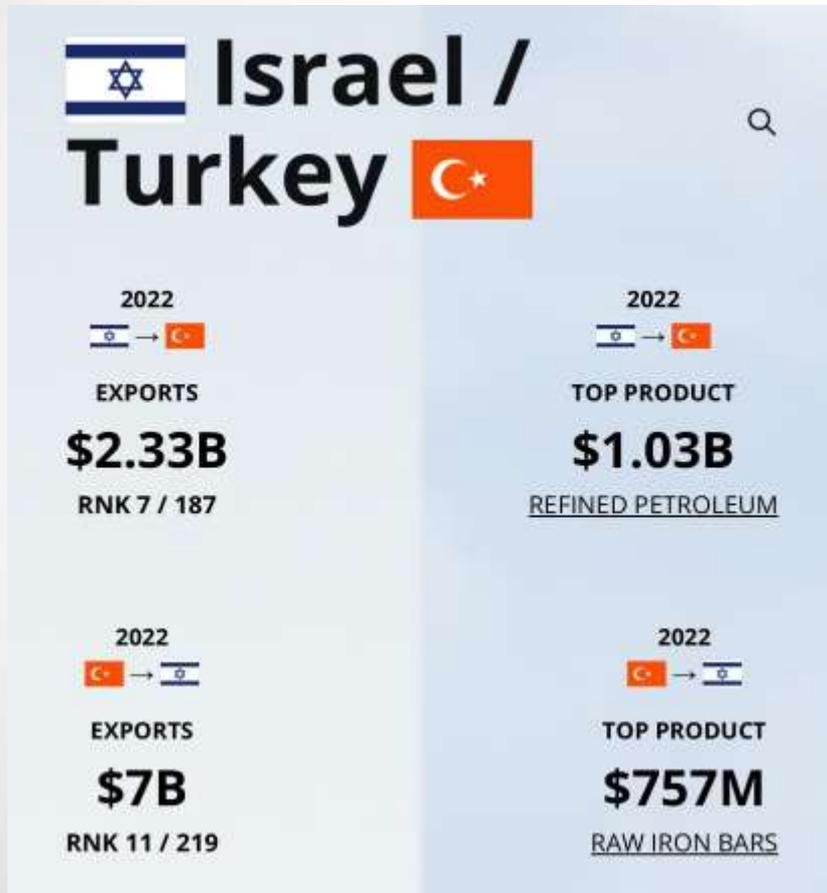 Israel /
Turkey
2022
→
EXPORTS
$2.33B
RNK 7 / 187
2022
→
TOP PRODUCT
$1.03B
REFINED PETROLEUM
2022
→
EXPORTS
$7B
RNK 11 / 219
2022
→
TOP PRODUCT
$757M
RAW IRON BARS